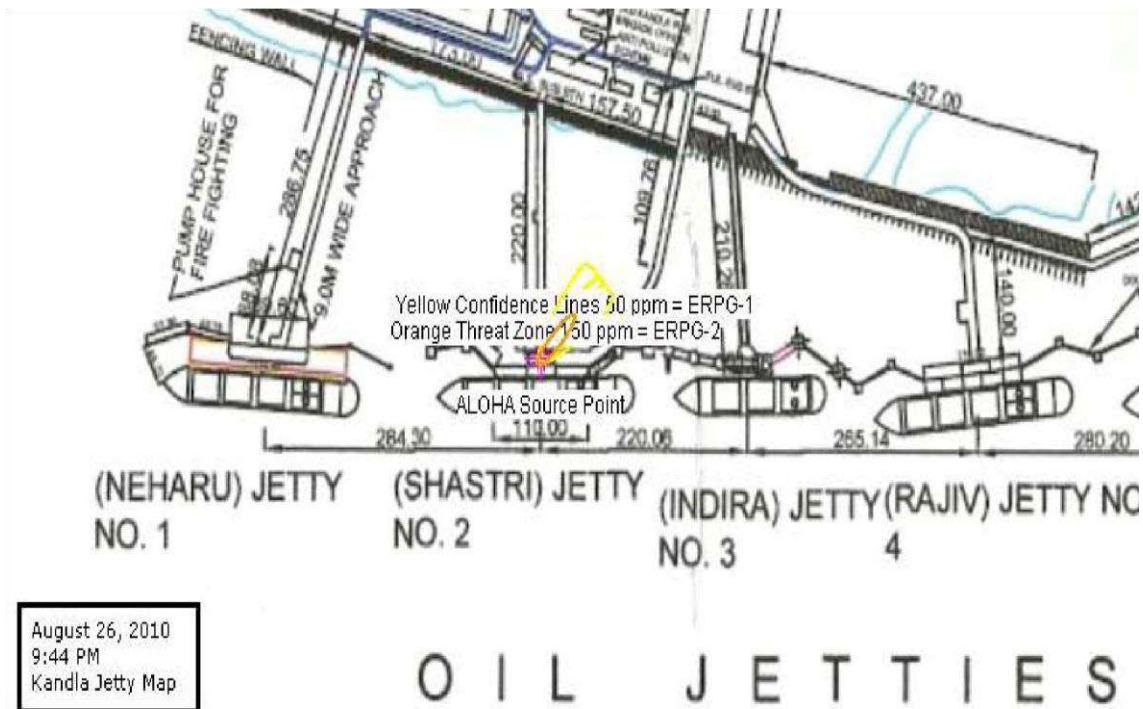 FENCING WALL
PUMP HOUSE FOR
FIRE FIGHTING
286.75
9.0M WIDE APPROACH
220.00
157.50
109.76
437.00
210.28
140.00
Yellow Confidence Lines 50 ppm = ERPG-1
Orange Threat Zone 150 ppm = ERPG-2
ALOHA Source Point
284.30
110.00
220.06
265.14
280.20
(NEHARU) JETTY
NO. 1
(SHASTRI) JETTY
NO. 2
(INDIRA) JETTY
NO. 3
(RAJIV) JETTY NO
4
August 26, 2010
9:44 PM
Kandla Jetty Map
OIL JETTIES